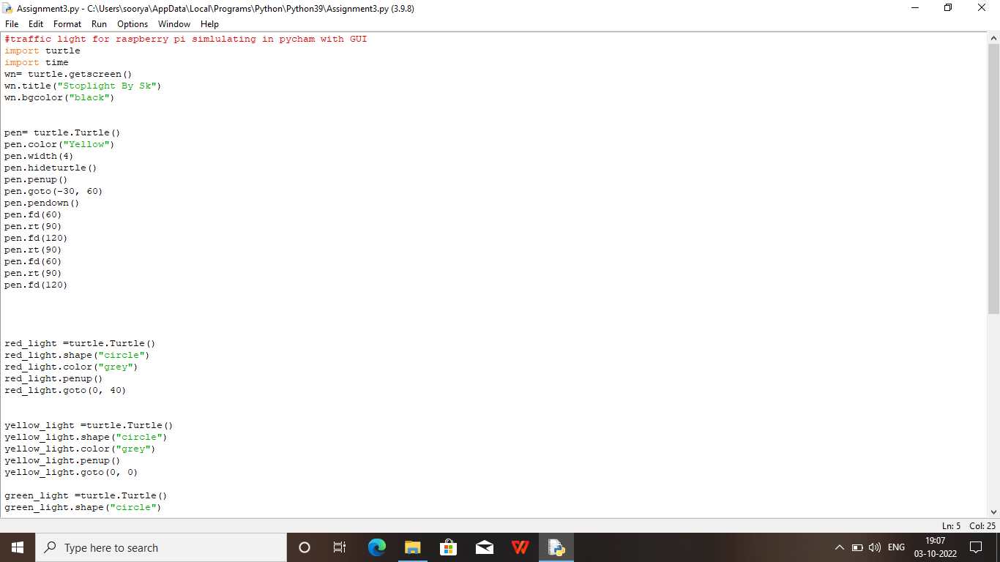 Assignment3.py - C:\Users\soorya\AppData\Local\Programs\Python\Python39\Assignment3.py (3.9.8)
File Edit Format Run Options Window Help
#traffic light for raspberry pi simlulating in pycham with GUI
import turtle
import time
wn= turtle.getscreen()
wn.title("Stoplight By Sk")
wn.bgcolor("black")
pen= turtle.Turtle()
pen.color("Yellow")
pen.width(4)
pen.hideturtle()
pen.penup()
pen.goto(-30, 60)
pen.pendown()
pen.fd(60)
pen.rt(90)
pen.fd(120)
pen.rt(90)
pen.fd(60)
pen.rt(90)
pen.fd(120)
red_light =turtle.Turtle()
red_light.shape("circle")
red_light.color("grey")
red_light.penup()
red_light.goto(0, 40)
yellow_light =turtle.Turtle()
yellow_light.shape("circle")
yellow_light.color("grey")
yellow_light.penup()
yellow_light.goto(0, 0)
green_light =turtle.Turtle()
green_light.shape("circle")
Ln: 5 Col: 25
Type here to search
ENG
19:07
03-10-2022